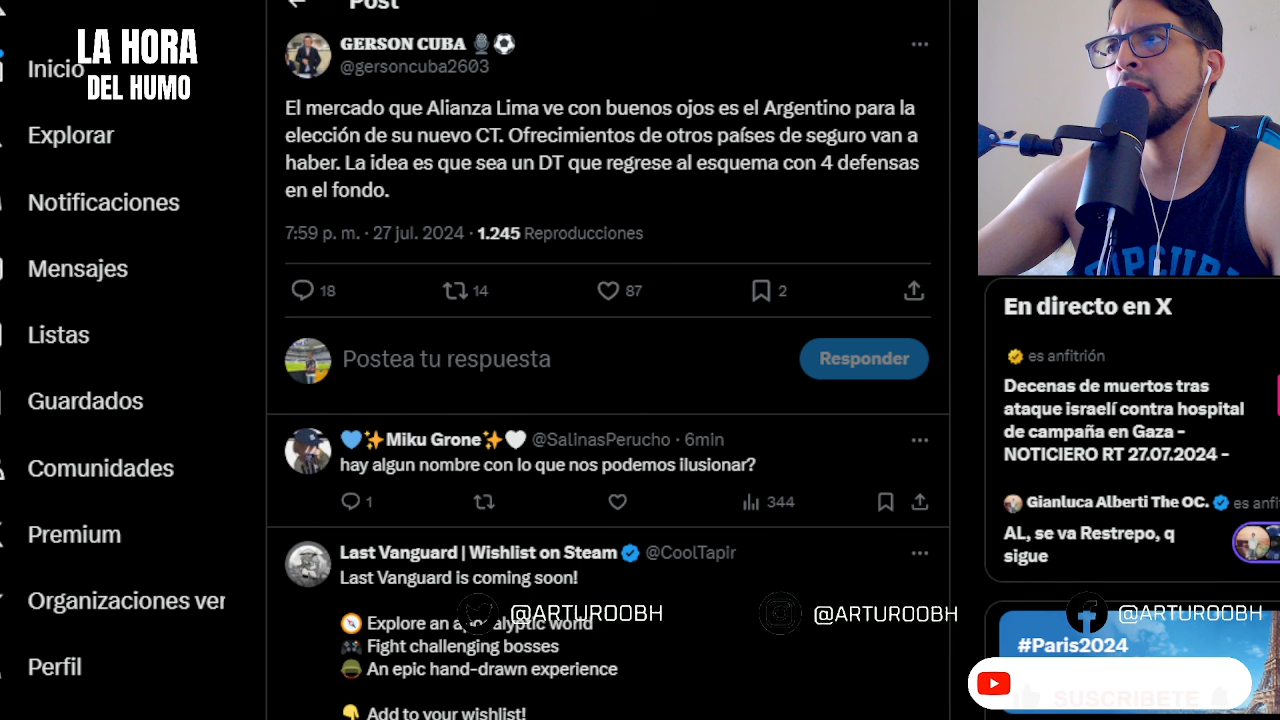 Post
LA HORA
DEL HUMO
Inicio
Explorar
Notificaciones
Mensajes
Listas
Guardados
Comunidades
Premium
Organizaciones ver
Perfil
GERSON CUBA 🎙️⚽
@gersoncuba2603
El mercado que Alianza Lima ve con buenos ojos es el Argentino para la
elección de su nuevo CT. Ofrecimientos de otros países de seguro van a
haber. La idea es que sea un DT que regrese al esquema con 4 defensas
en el fondo.
7:59 p. m. · 27 jul. 2024 · 1.245 Reproducciones
18 14 87 2
Postea tu respuesta
Responder
🩵✨Miku Grone✨🤍 @SalinasPerucho · 6min
hay algun nombre con lo que nos podemos ilusionar?
1 344
Last Vanguard | Wishlist on Steam @CoolTapir
Last Vanguard is coming soon!
🧭 Explore an a alyptic world
🎮 Fight challenging bosses
🪖 An epic hand-drawn experience
👇 Add to your wishlist!
@ARTUROOBH
@ARTUROOBH
@ARTUROOBH
RIPCURL
En directo en X
es anfitrión
Decenas de muertos tras
ataque israelí contra hospital
de campaña en Gaza -
NOTICIERO RT 27.07.2024 -
Gianluca Alberti The OC. es anfi
AL, se va Restrepo, q
sigue
#Paris2024
SUSCRIBETE